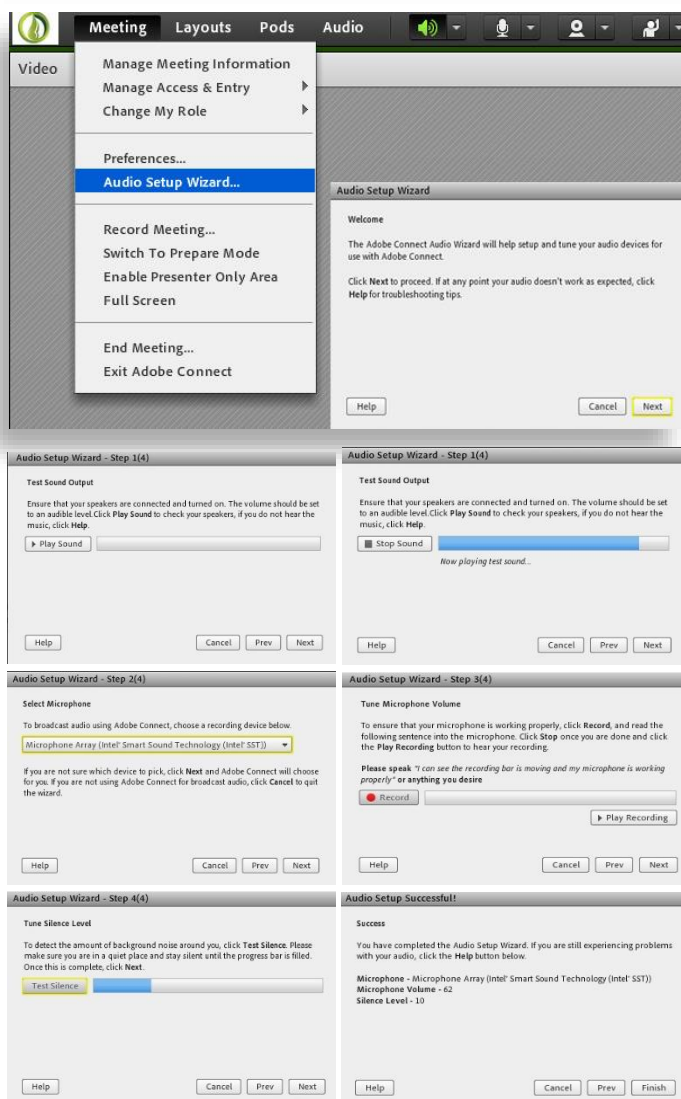 Meeting Layouts Pods Audio
Video
Manage Meeting Information
Manage Access & Entry
Change My Role
Preferences...
Audio Setup Wizard...
Record Meeting...
Switch To Prepare Mode
Enable Presenter Only Area
Full Screen
End Meeting...
Exit Adobe Connect
Audio Setup Wizard
Welcome
The Adobe Connect Audio Wizard will help setup and tune your audio devices for
use with Adobe Connect.
Click Next to proceed. If at any point your audio doesn't work as expected, click
Help for troubleshooting tips.
Help Cancel Next
Audio Setup Wizard - Step 1(4)
Test Sound Output
Ensure that your speakers are connected and turned on. The volume should be set
to an audible level.Click Play Sound to check your speakers, if you do not hear the
music, click Help.
Play Sound
Help Cancel Prev Next
Audio Setup Wizard - Step 1(4)
Test Sound Output
Ensure that your speakers are connected and turned on. The volume should be set
to an audible level.Click Play Sound to check your speakers, if you do not hear the
music, click Help.
Stop Sound
Now playing test sound...
Help Cancel Prev Next
Audio Setup Wizard - Step 2(4)
Select Microphone
To broadcast audio using Adobe Connect, choose a recording device below.
Microphone Array (Intel® Smart Sound Technology (Intel® SST))
If you are not sure which device to pick, click Next and Adobe Connect will choose
for you. If you are not using Adobe Connect for broadcast audio, click Cancel to quit
the wizard.
Help Cancel Prev Next
Audio Setup Wizard - Step 3(4)
Tune Microphone Volume
To ensure that your microphone is working properly, click Record, and read the
following sentence into the microphone. Click Stop once you are done and click
the Play Recording button to hear your recording.
Please speak "I can see the recording bar is moving and my microphone is working
properly" or anything you desire
Record
Play Recording
Help Cancel Prev Next
Audio Setup Wizard - Step 4(4)
Tune Silence Level
To detect the amount of background noise around you, click Test Silence. Please
make sure you are in a quiet place and stay silent until the progress bar is filled.
Once this is complete, click Next.
Test Silence
Help Cancel Prev Next
Audio Setup Successful!
Success
You have completed the Audio Setup Wizard. If you are still experiencing problems
with your audio, click the Help button below.
Microphone - Microphone Array (Intel® Smart Sound Technology (Intel® SST))
Microphone Volume - 62
Silence Level - 10
Help Cancel Prev Finish